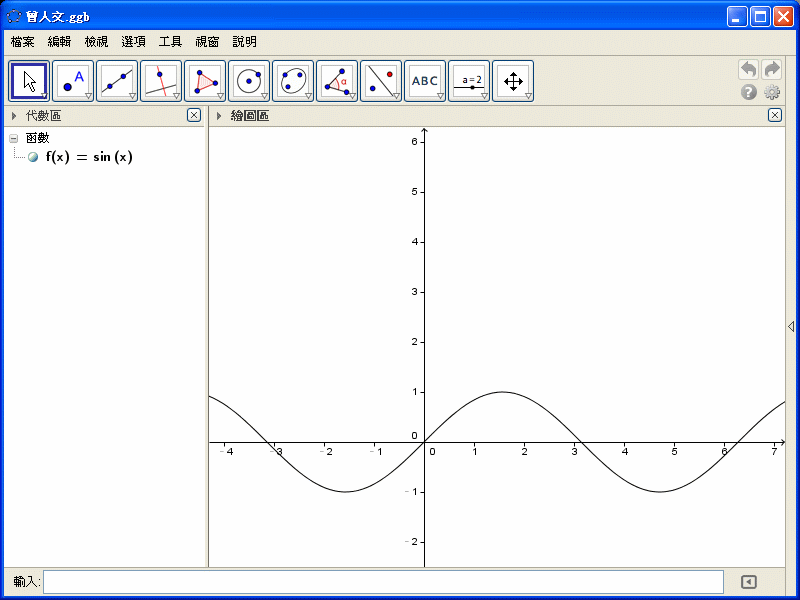 曾人文.ggb
檔案 編輯 檢視 選項 工具 視窗 說明
A α ABC a=2
代數區
繪圖區
函數
f(x) = sin (x)
6
5
4
3
2
1
0
-4 -3 -2 -1 0 1 2 3 4 5 6 7
-1
-2
輸入: